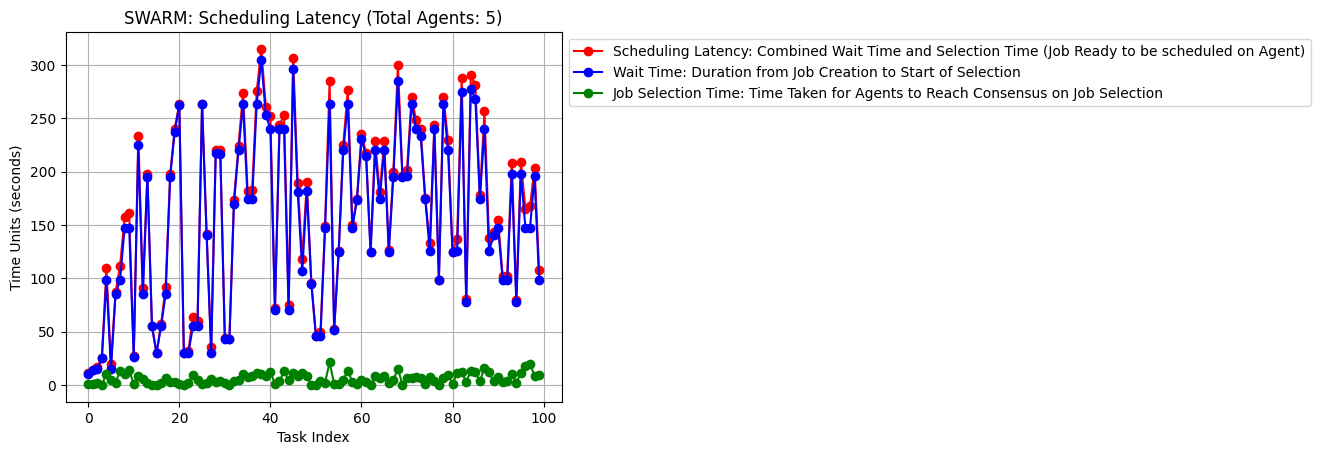 SWARM: Scheduling Latency (Total Agents: 5)
Scheduling Latency: Combined Wait Time and Selection Time (Job Ready to be scheduled on Agent)
Wait Time: Duration from Job Creation to Start of Selection
Job Selection Time: Time Taken for Agents to Reach Consensus on Job Selection
Time Units (seconds)
300
250
200
150
100
50
0
0 20 40 60 80 100
Task Index